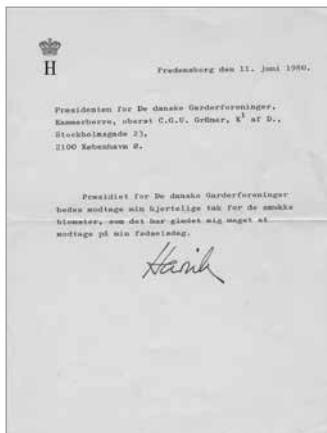 H
Fredensborg den 11. juni 1980.
Præsidenten for De danske Garderforeninger,
Kammerherre, oberst C.G.U. Grüner, K¹ af D.,
Stockholmsgade 23,
2100 København Ø.
Præsidiet for De danske Garderforeninger
bedes modtage min hjertelige tak for de smukke
blomster, som det har glædet mig meget at
modtage på min fødselsdag.
Henrik